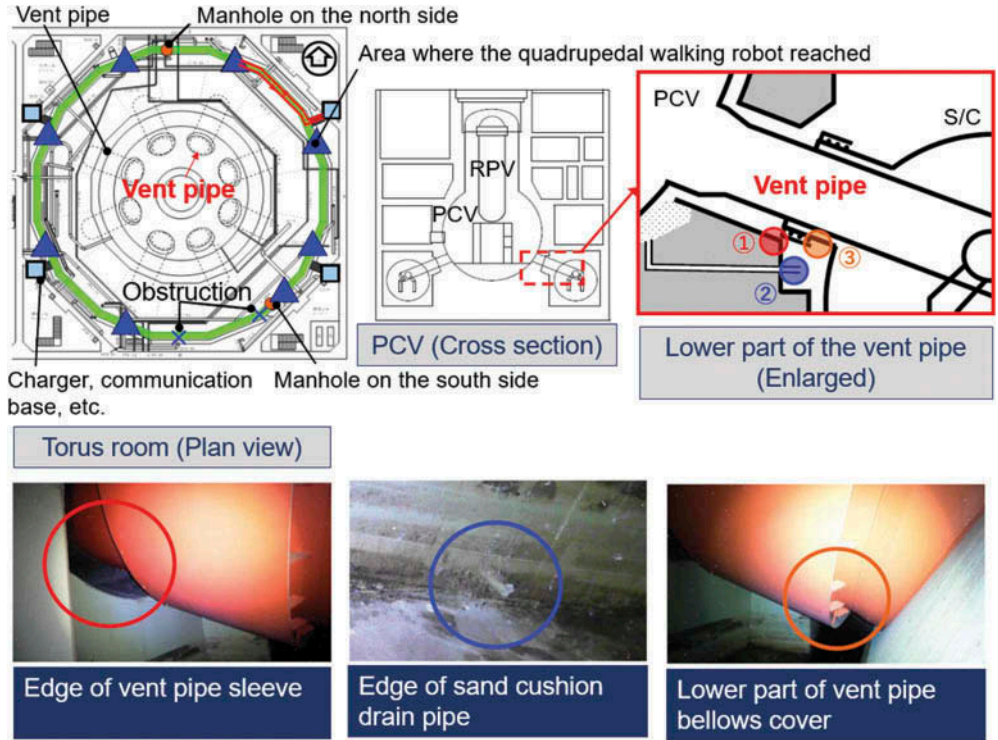 Vent pipe
Manhole on the north side
Area where the quadrupedal walking robot reached
Vent pipe
Obstruction
Charger, communication
base, etc.
Manhole on the south side
Torus room (Plan view)
RPV
PCV
PCV (Cross section)
PCV
S/C
Vent pipe
①
②
③
Lower part of the vent pipe
(Enlarged)
Edge of vent pipe sleeve
Edge of sand cushion
drain pipe
Lower part of vent pipe
bellows cover